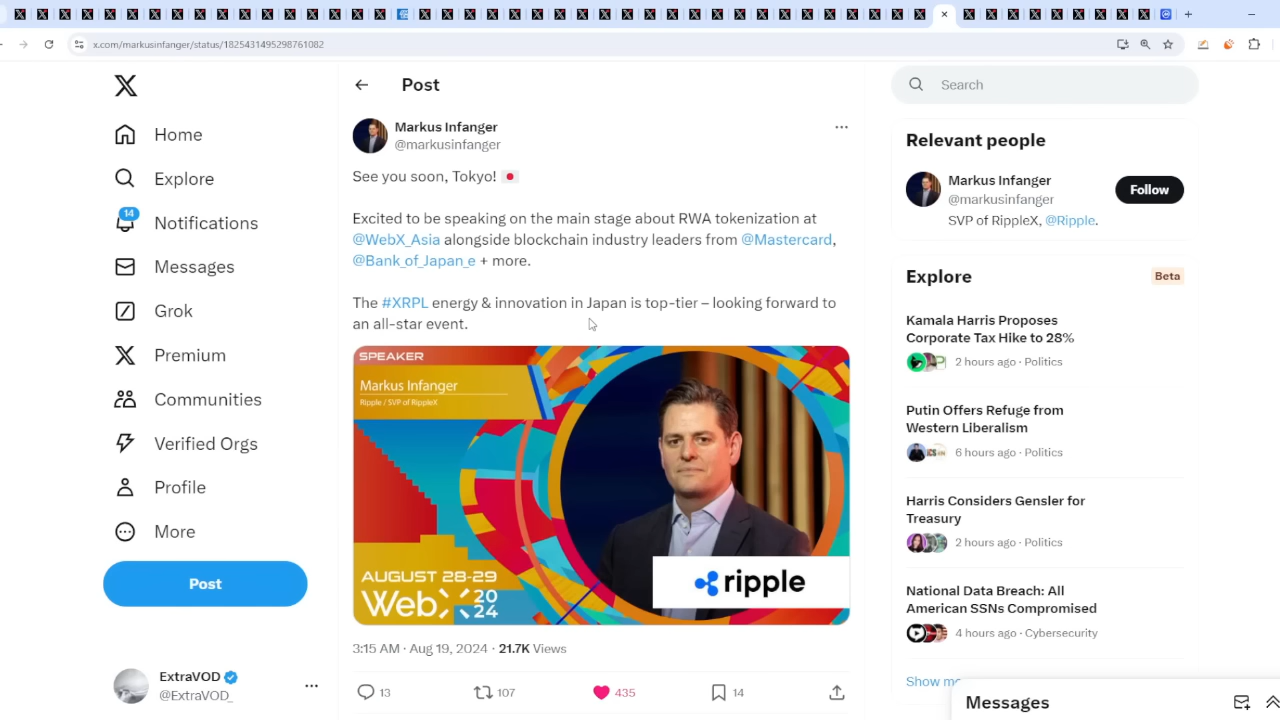 x.com/markusinfanger/status/1825431495298761082
Home
Explore
14
Notifications
Messages
Grok
Premium
Communities
Verified Orgs
Profile
More
Post
ExtraVOD
@ExtraVOD_
Post
Markus Infanger
@markusinfanger
See you soon, Tokyo! 🇯🇵
Excited to be speaking on the main stage about RWA tokenization at
@WebX_Asia alongside blockchain industry leaders from @Mastercard,
@Bank_of_Japan_e + more.
The #XRPL energy & innovation in Japan is top-tier – looking forward to
an all-star event.
SPEAKER
Markus Infanger
Ripple / SVP of RippleX
AUGUST 28-29
WebX 2024
ripple
3:15 AM · Aug 19, 2024 · 21.7K Views
13 107 435 14
Search
Relevant people
Markus Infanger
@markusinfanger
Follow
SVP of RippleX, @Ripple.
Explore
Beta
Kamala Harris Proposes
Corporate Tax Hike to 28%
2 hours ago · Politics
Putin Offers Refuge from
Western Liberalism
6 hours ago · Politics
Harris Considers Gensler for
Treasury
2 hours ago · Politics
National Data Breach: All
American SSNs Compromised
4 hours ago · Cybersecurity
Show
Messages